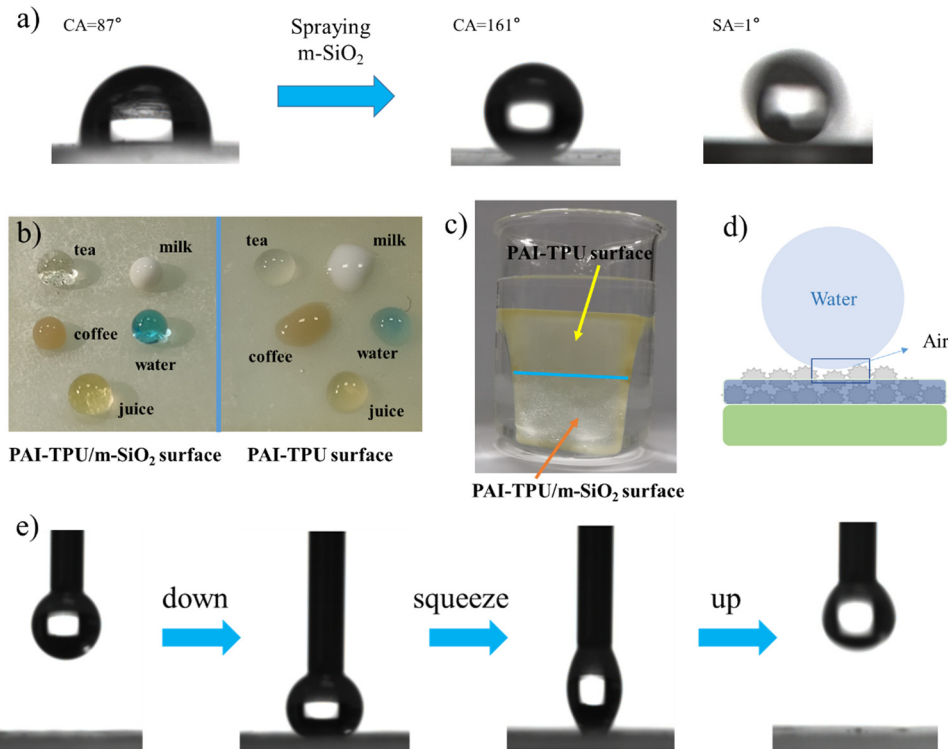 a)
CA=87°
Spraying
m-SiO₂
CA=161°
SA=1°
b)
tea
milk
coffee
water
juice
tea
milk
coffee
water
juice
PAI-TPU/m-SiO₂ surface
PAI-TPU surface
c)
PAI-TPU surface
PAI-TPU/m-SiO₂ surface
d)
Water
Air
e)
down
squeeze
up